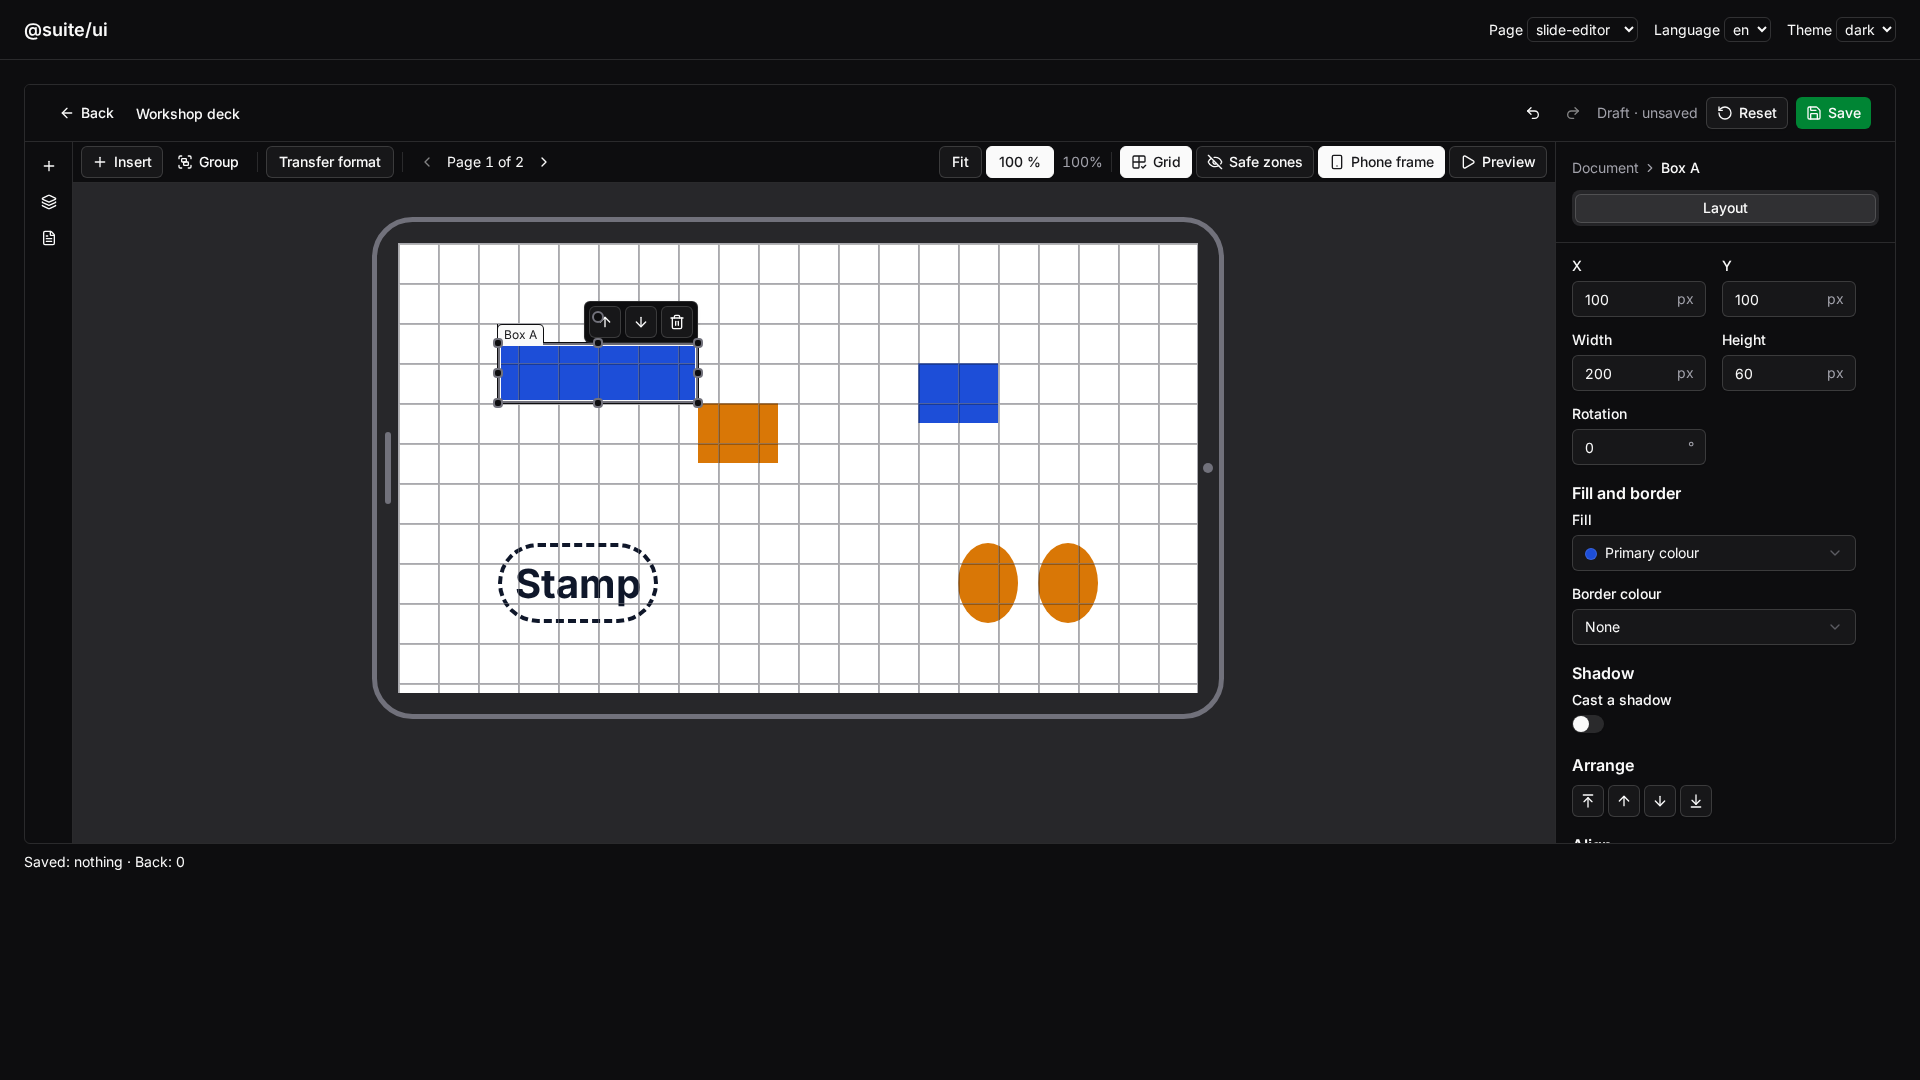 @suite/ui
Page slide-editor Language en Theme dark
Back Workshop deck Draft · unsaved Reset Save
Insert Group Transfer format Page 1 of 2 Fit 100 % 100% Grid Safe zones Phone frame Preview
Document Box A
Layout
X Y
100 px 100 px
Width Height
200 px 60 px
Rotation
0 °
Fill and border
Fill
Primary colour
Border colour
None
Shadow
Cast a shadow
Arrange
Align
Box A
Stamp
Saved: nothing · Back: 0